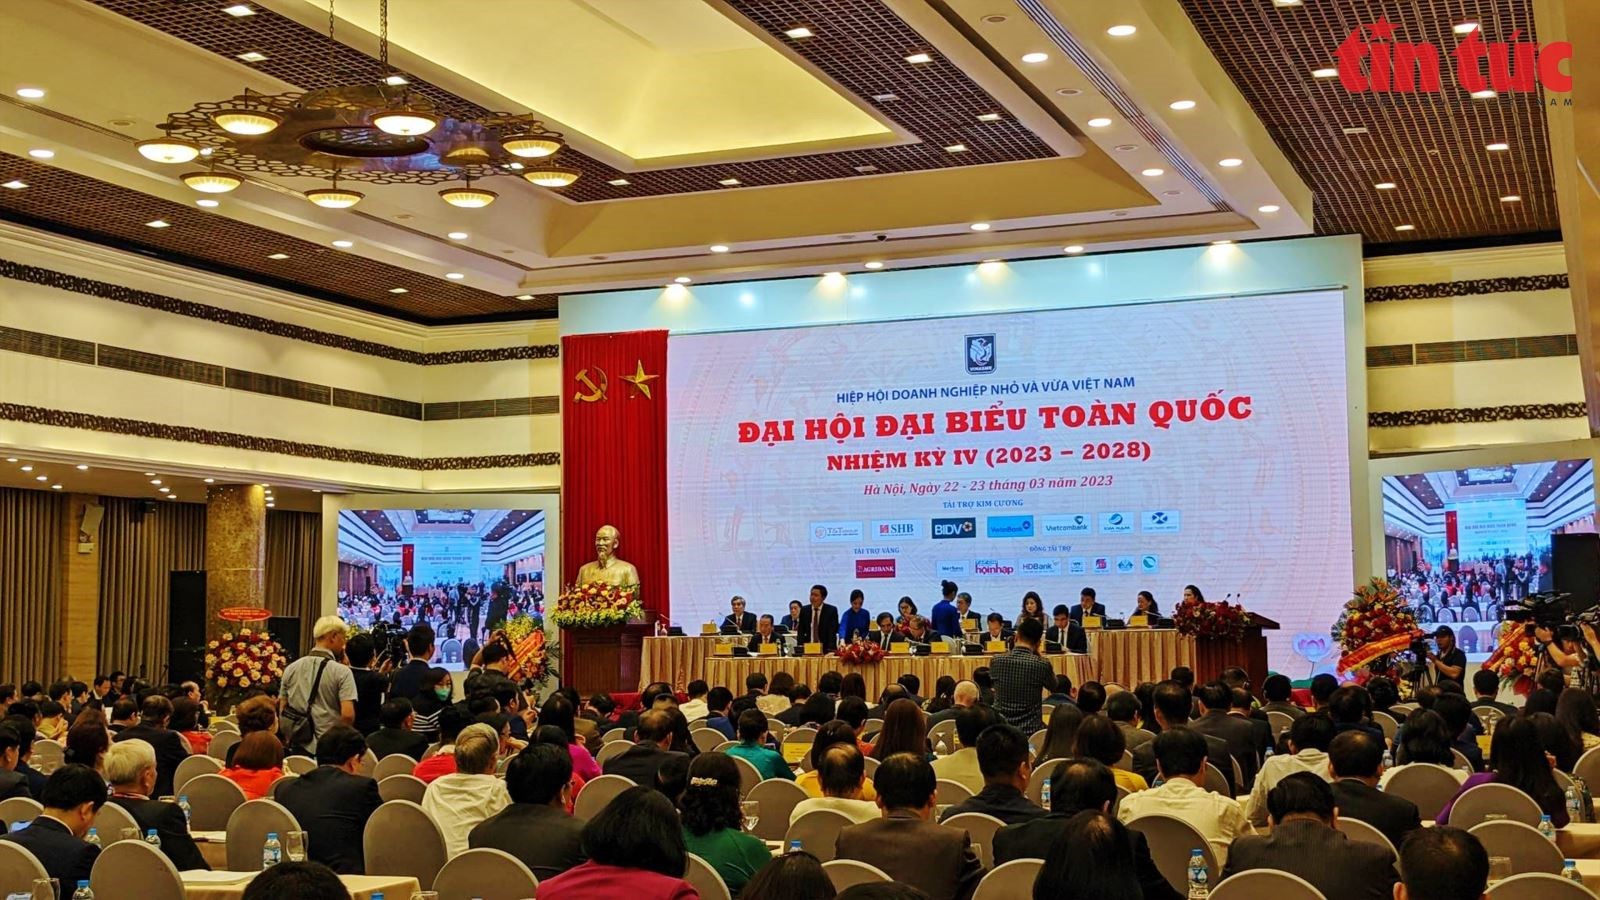 tin tức
VINASME
HIỆP HỘI DOANH NGHIỆP NHỎ VÀ VỪA VIỆT NAM
ĐẠI HỘI ĐẠI BIỂU TOÀN QUỐC
NHIỆM KỲ IV (2023 – 2028)
Hà Nội, Ngày 22 - 23 tháng 03 năm 2023
TÀI TRỢ KIM CƯƠNG
T&T GROUP SHB BIDV VietinBank Vietcombank
TÀI TRỢ VÀNG ĐỒNG TÀI TRỢ
AGRIBANK hội nhập HDBank